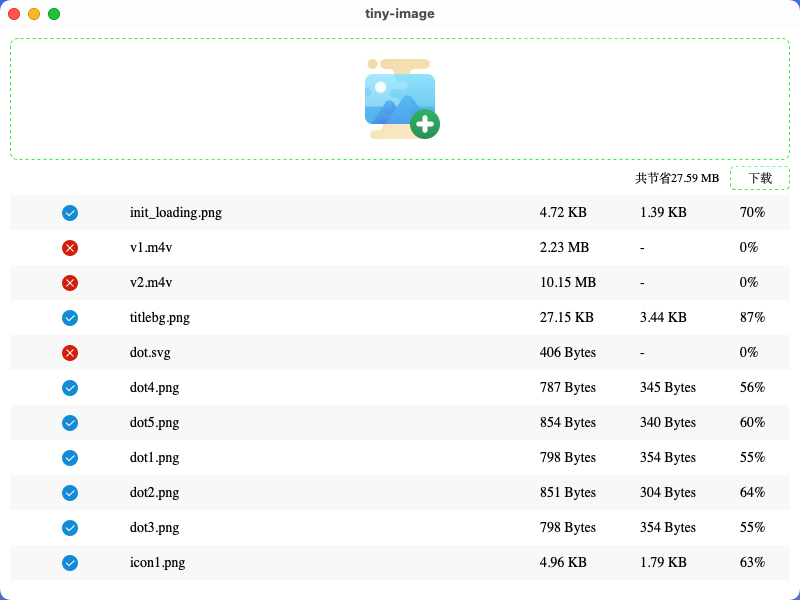 tiny-image
共节省27.59 MB 下载
init_loading.png 4.72 KB 1.39 KB 70%
v1.m4v 2.23 MB - 0%
v2.m4v 10.15 MB - 0%
titlebg.png 27.15 KB 3.44 KB 87%
dot.svg 406 Bytes - 0%
dot4.png 787 Bytes 345 Bytes 56%
dot5.png 854 Bytes 340 Bytes 60%
dot1.png 798 Bytes 354 Bytes 55%
dot2.png 851 Bytes 304 Bytes 64%
dot3.png 798 Bytes 354 Bytes 55%
icon1.png 4.96 KB 1.79 KB 63%